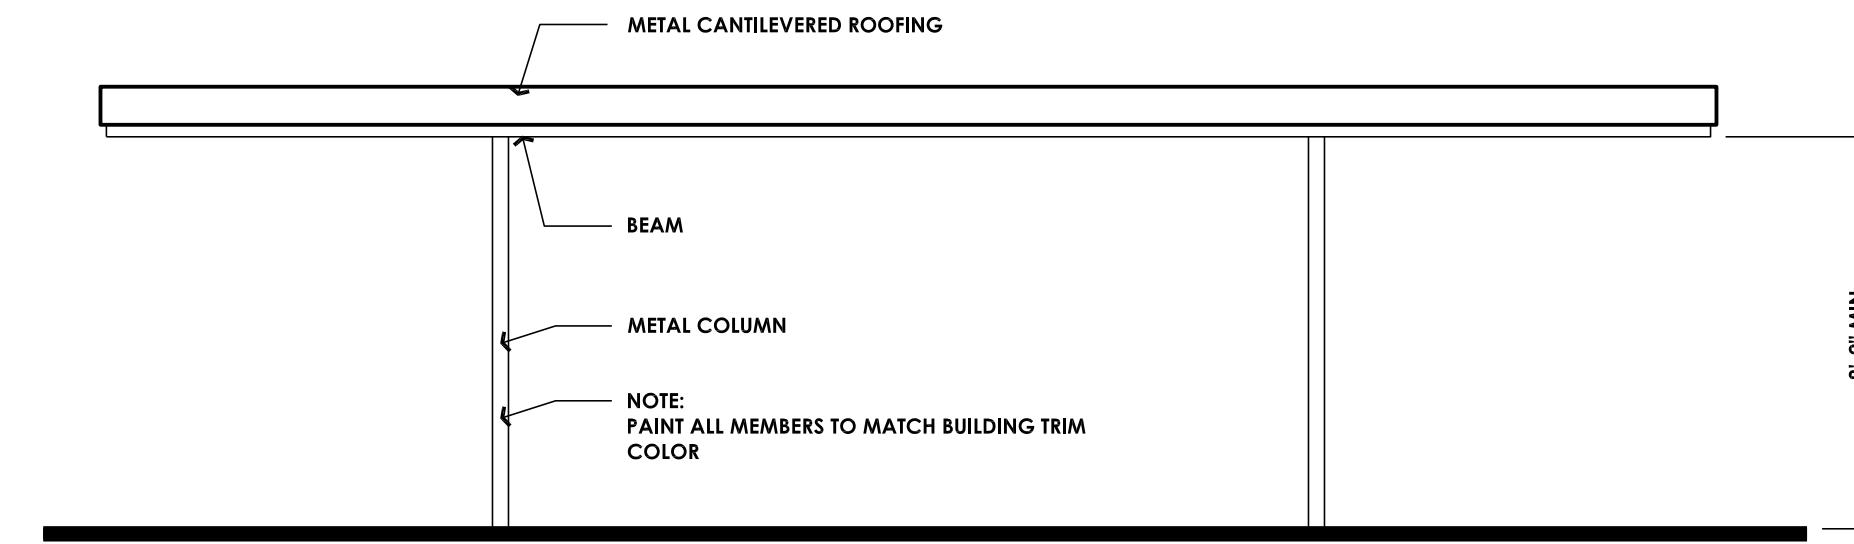 METAL CANTILEVERED ROOFING
BEAM
METAL COLUMN
NOTE:
PAINT ALL MEMBERS TO MATCH BUILDING TRIM
COLOR